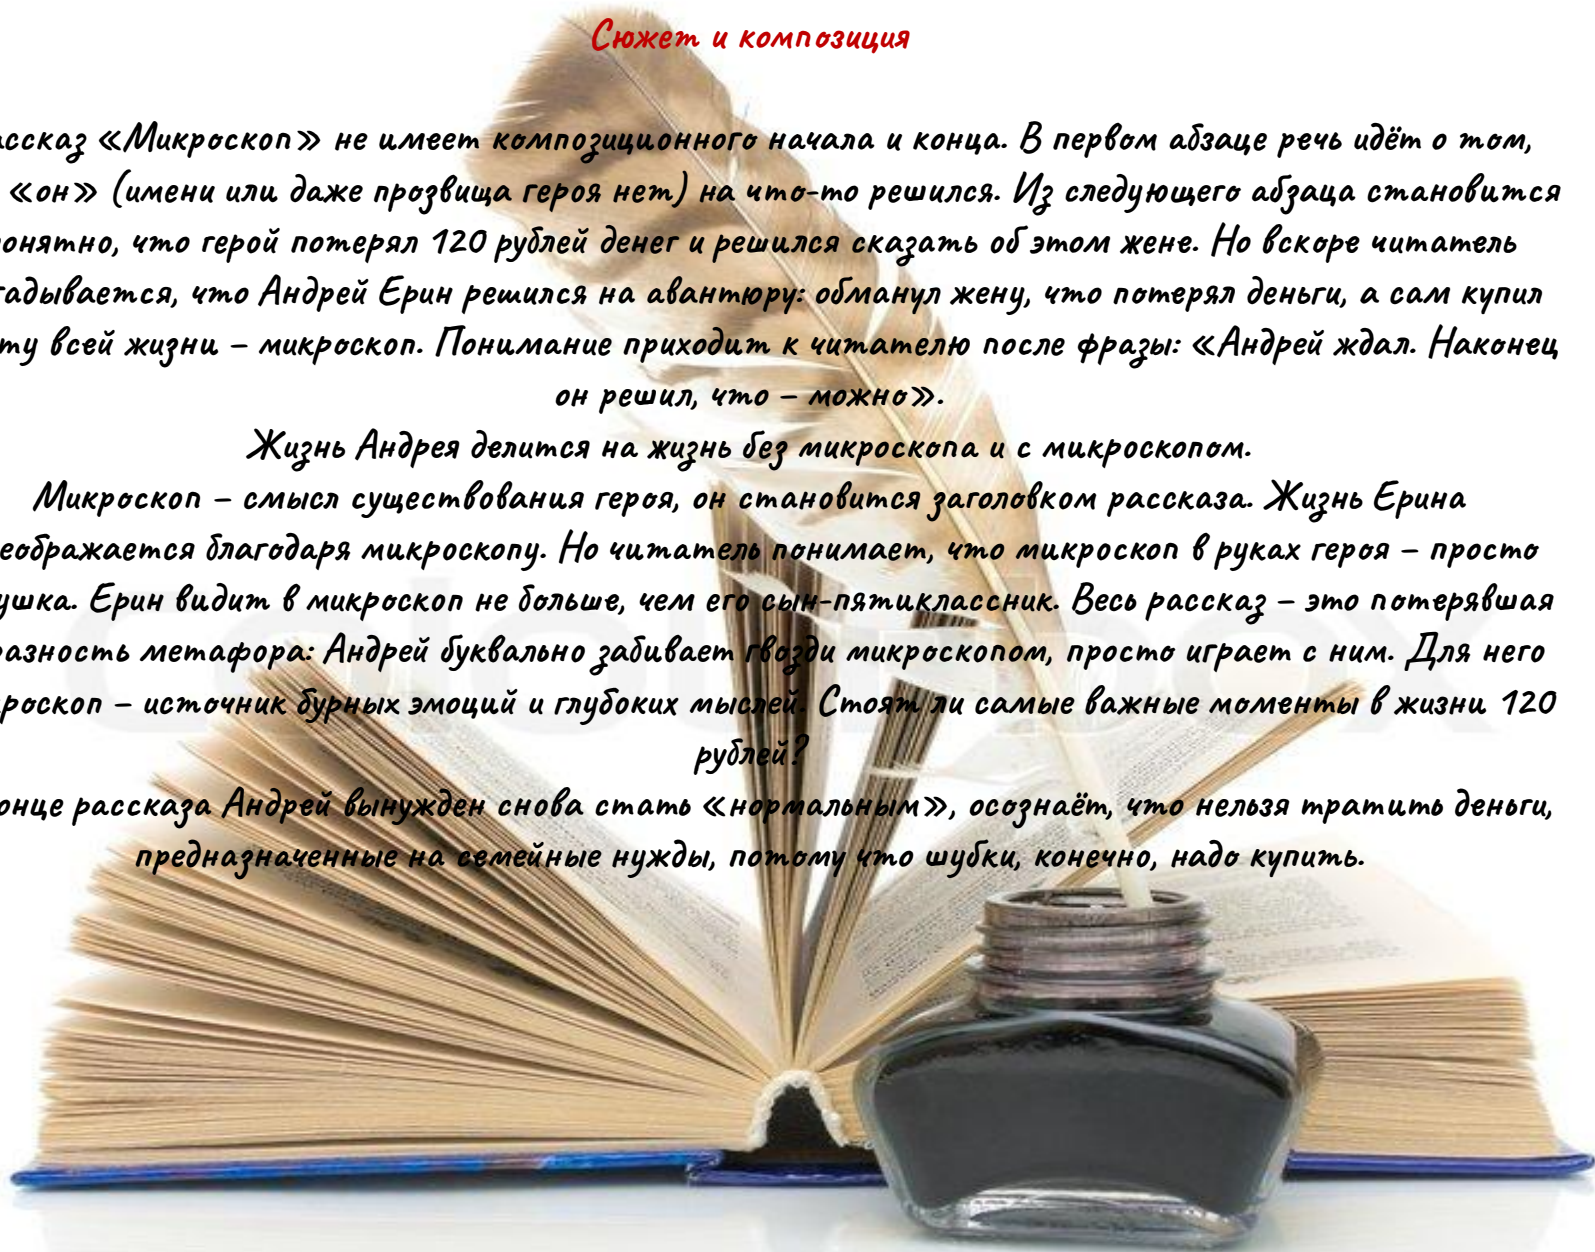 Сюжет и композиция
ассказ «Микроскоп» не имеет композиционного начала и конца. В первом абзаце речь идёт о том,
«он» (имени или даже прозвища героя нет) на что-то решился. Из следующего абзаца становится
онятно, что герой потерял 120 рублей денег и решился сказать об этом жене. Но вскоре читатель
гадывается, что Андрей Ерин решился на авантюру: обманул жену, что потерял деньги, а сам купил
ту всей жизни – микроскоп. Понимание приходит к читателю после фразы: «Андрей ждал. Наконец
он решил, что – можно».
Жизнь Андрея делится на жизнь без микроскопа и с микроскопом.
Микроскоп – смысл существования героя, он становится заголовком рассказа. Жизнь Ерина
еображается благодаря микроскопу. Но читатель понимает, что микроскоп в руках героя – просто
ушка. Ерин видит в микроскоп не больше, чем его сын-пятиклассник. Весь рассказ – это потерявшая
разность метафора: Андрей буквально забивает гвозди микроскопом, просто играет с ним. Для него
роскоп – источник бурных эмоций и глубоких мыслей. Стоят ли самые важные моменты в жизни 120
рублей?
онце рассказа Андрей вынужден снова стать «нормальным», осознаёт, что нельзя тратить деньги,
предназначенные на семейные нужды, потому что шубки, конечно, надо купить.